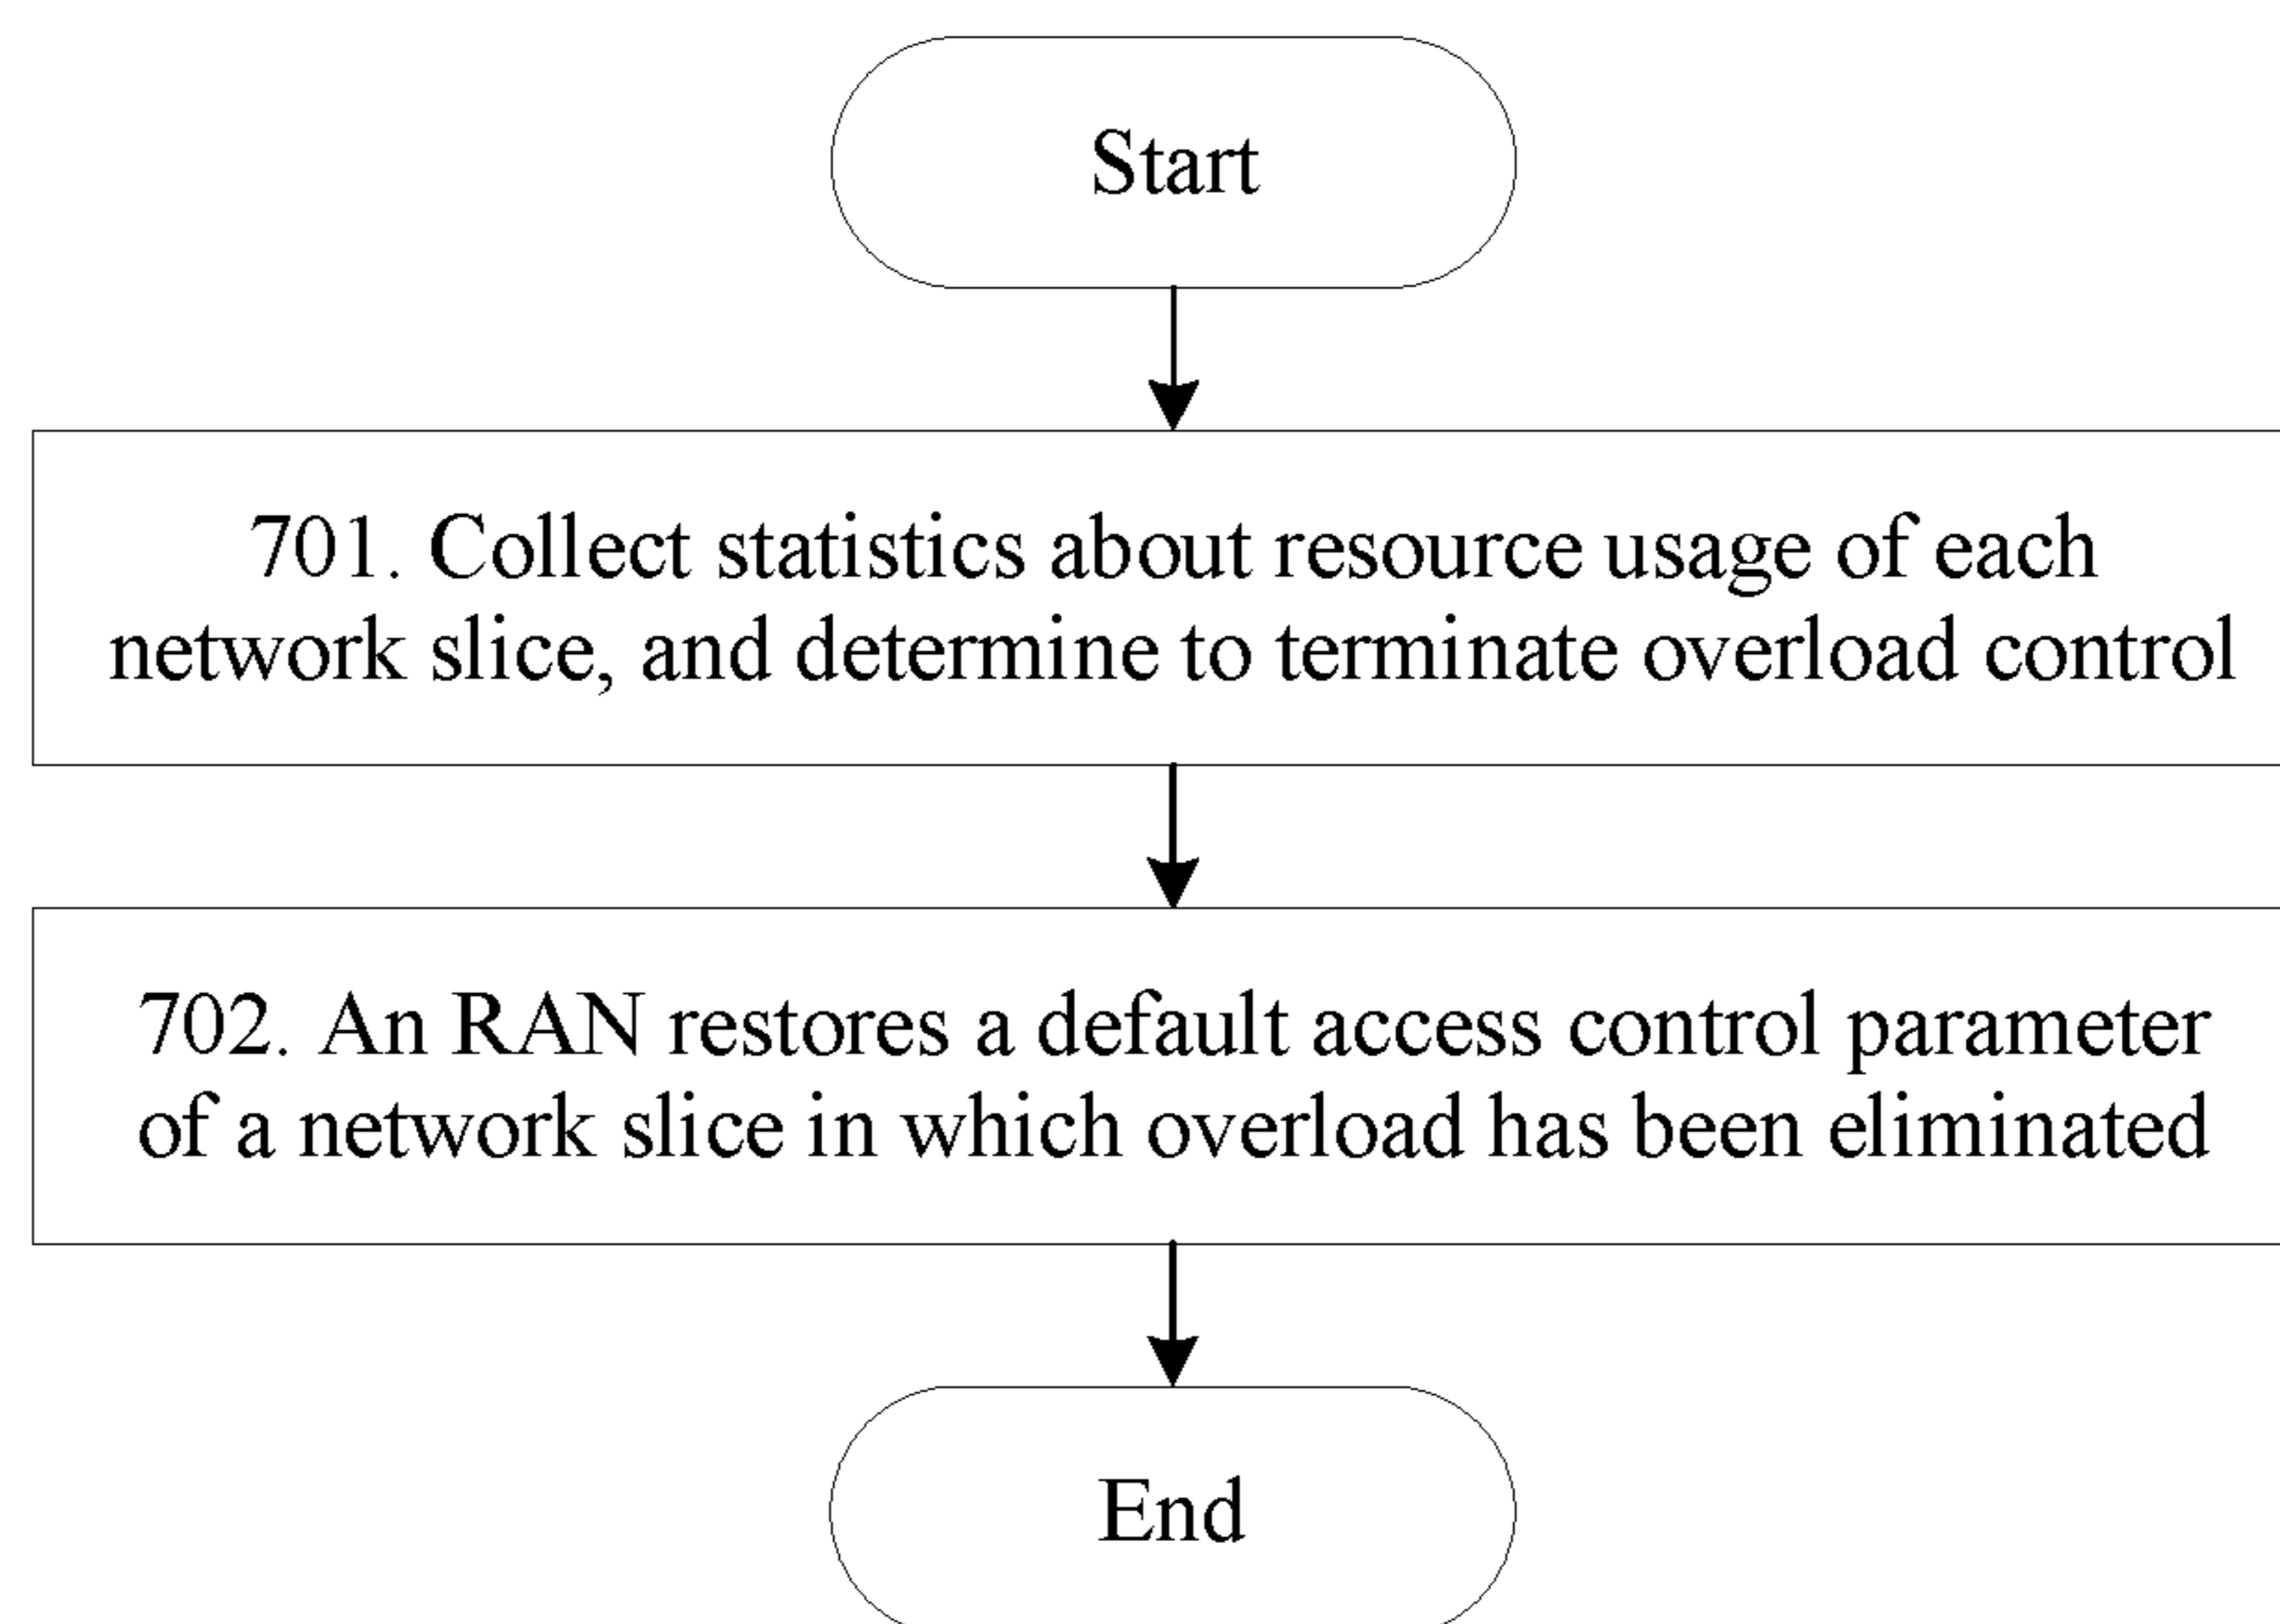 Start
701. Collect statistics about resource usage of each
network slice, and determine to terminate overload control
702. An RAN restores a default access control parameter
of a network slice in which overload has been eliminated
End